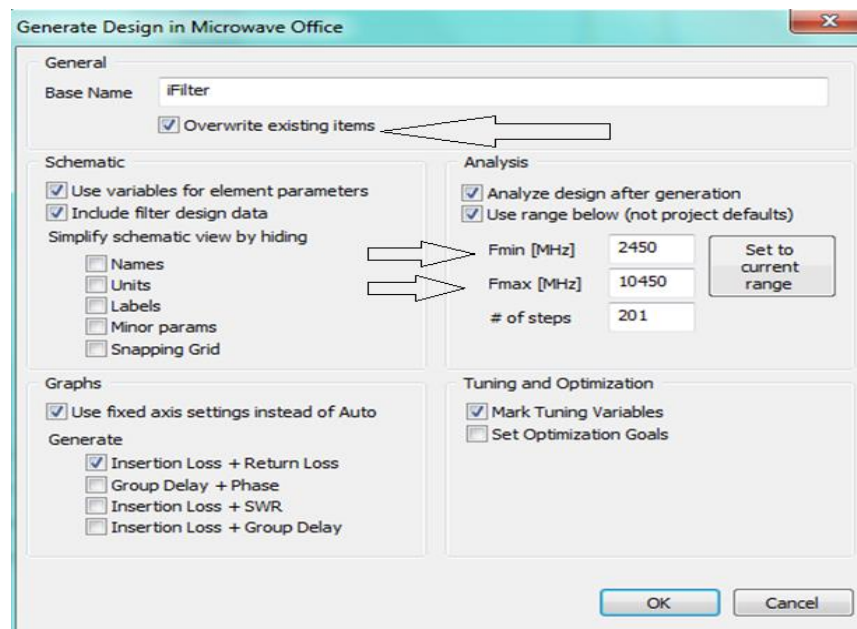 Generate Design in Microwave Office
General
Base Name iFilter
Overwrite existing items
Schematic
Use variables for element parameters
Include filter design data
Simplify schematic view by hiding
Names
Units
Labels
Minor params
Snapping Grid
Analysis
Analyze design after generation
Use range below (not project defaults)
Fmin [MHz] 2450
Fmax [MHz] 10450
# of steps 201
Set to
current
range
Graphs
Use fixed axis settings instead of Auto
Generate
Insertion Loss + Return Loss
Group Delay + Phase
Insertion Loss + SWR
Insertion Loss + Group Delay
Tuning and Optimization
Mark Tuning Variables
Set Optimization Goals
OK
Cancel